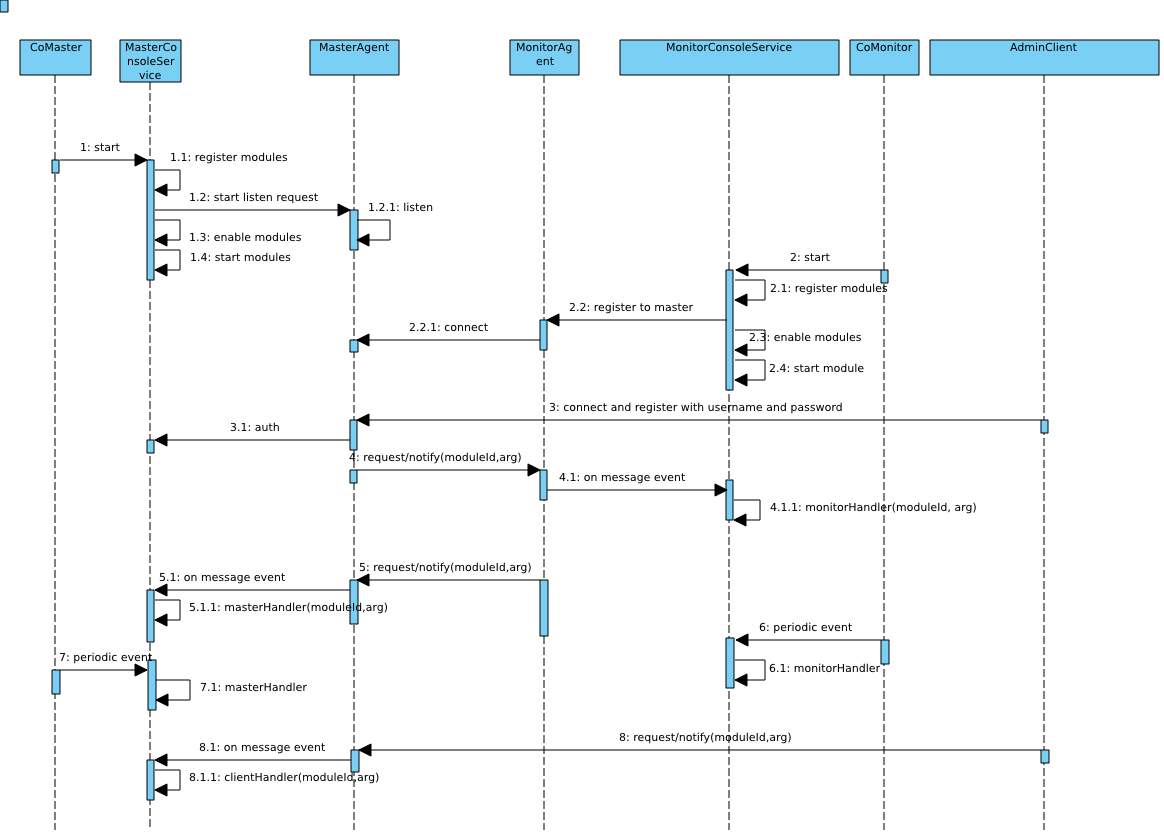 CoMaster
MasterCo
nsoleSer
vice
MasterAgent
MonitorAg
ent
MonitorConsoleService
CoMonitor
AdminClient
1: start
1.1: register modules
1.2: start listen request
1.2.1: listen
1.3: enable modules
1.4: start modules
2: start
2.1: register modules
2.2: register to master
2.2.1: connect
2.3: enable modules
2.4: start module
3: connect and register with username and password
3.1: auth
4: request/notify(moduleId,arg)
4.1: on message event
4.1.1: monitorHandler(moduleId, arg)
5: request/notify(moduleId,arg)
5.1: on message event
5.1.1: masterHandler(moduleId,arg)
6: periodic event
7: periodic event
6.1: monitorHandler
7.1: masterHandler
8: request/notify(moduleId,arg)
8.1: on message event
8.1.1: clientHandler(moduleId,arg)